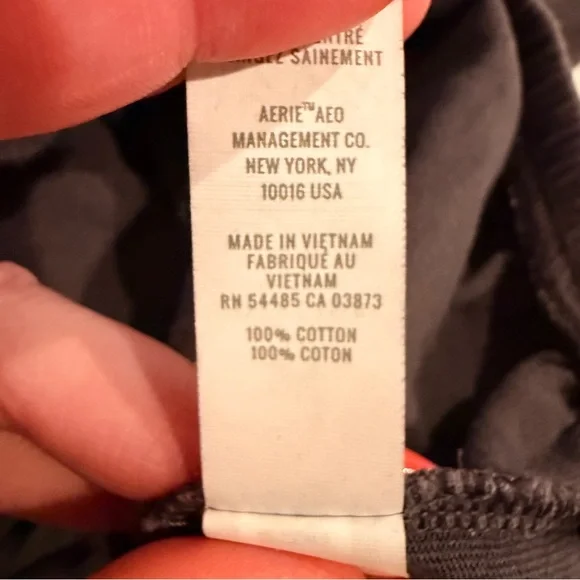 SAINEMENT
AERIE™AEO
MANAGEMENT CO.
NEW YORK, NY
10016 USA
MADE IN VIETNAM
FABRIQUÉ AU
VIETNAM
RN 54485 CA 03873
100% COTTON
100% COTON